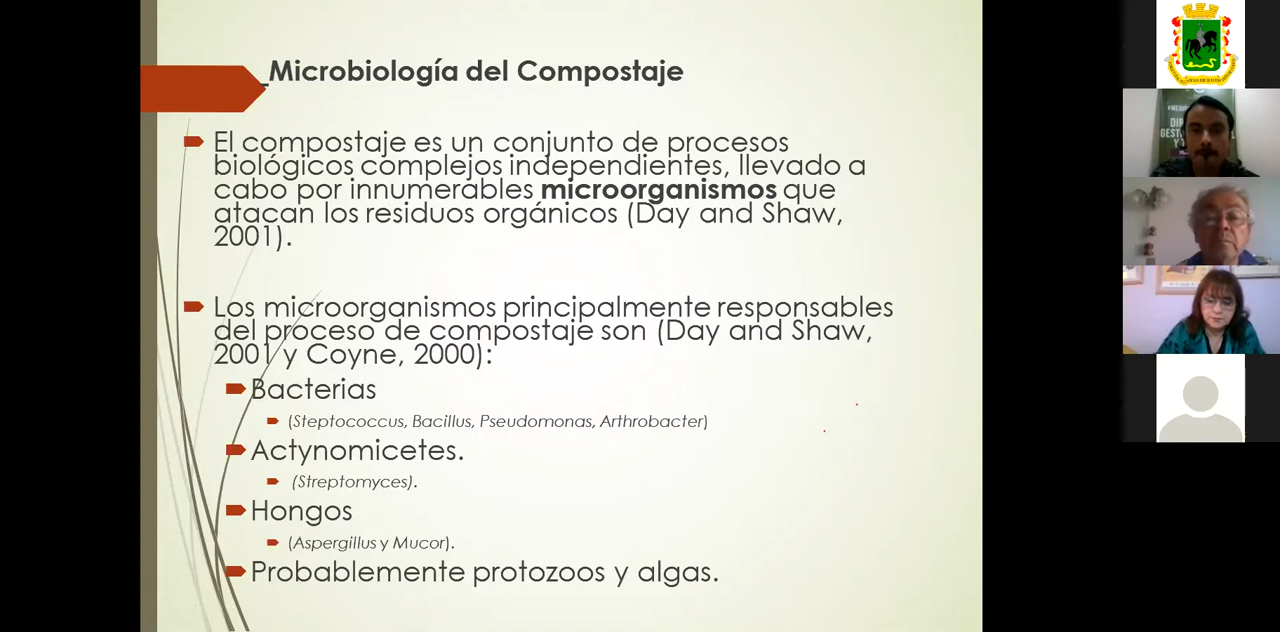 _Microbiología del Compostaje
El compostaje es un conjunto de procesos
biológicos complejos independientes, llevado a
cabo por innumerables microorganismos que
atacan los residuos orgánicos (Day and Shaw,
2001).
Los microorganismos principalmente responsables
del proceso de compostaje son (Day and Shaw,
2001 y Coyne, 2000):
Bacterias
(Steptococcus, Bacillus, Pseudomonas, Arthrobacter)
Actynomicetes.
(Streptomyces).
Hongos
(Aspergillus y Mucor).
Probablemente protozoos y algas.